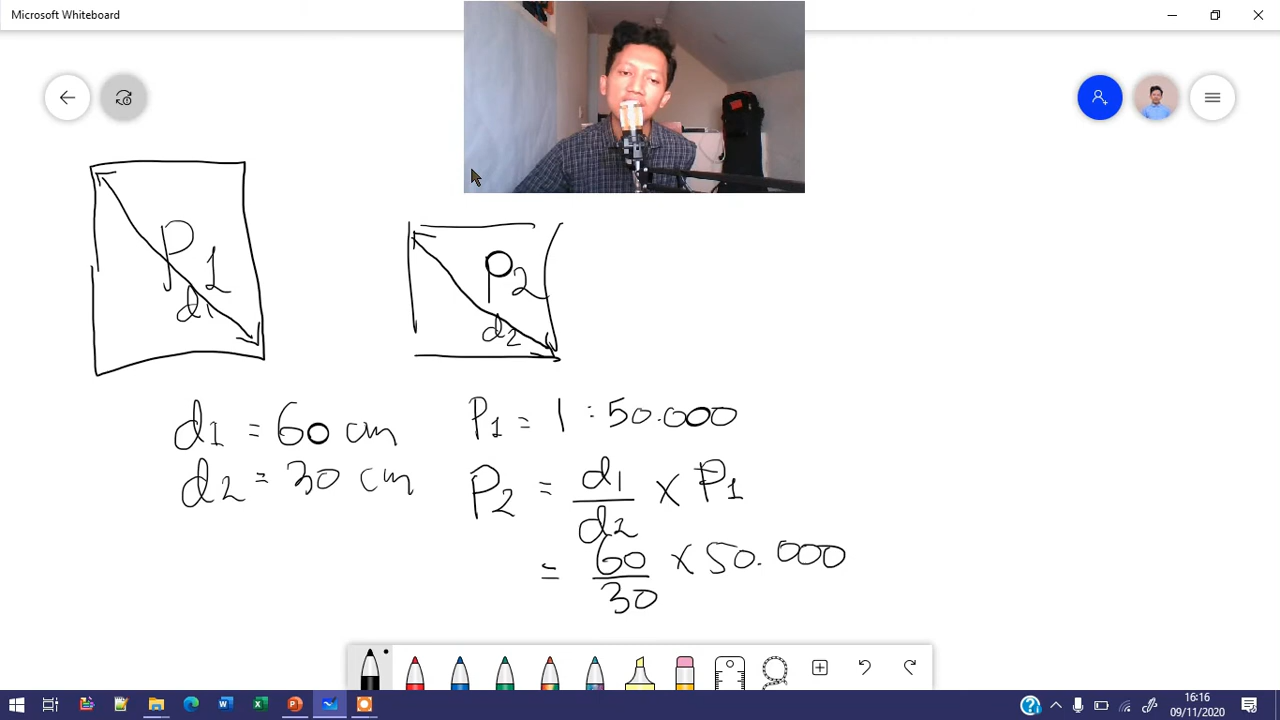 Microsoft Whiteboard
P1
d1
P2
d2
d1 = 60 cm
d2 = 30 cm
P1 = 1 : 50.000
P2 = d1/d2 x P1
= 60/30 x 50.000
16:16
09/11/2020